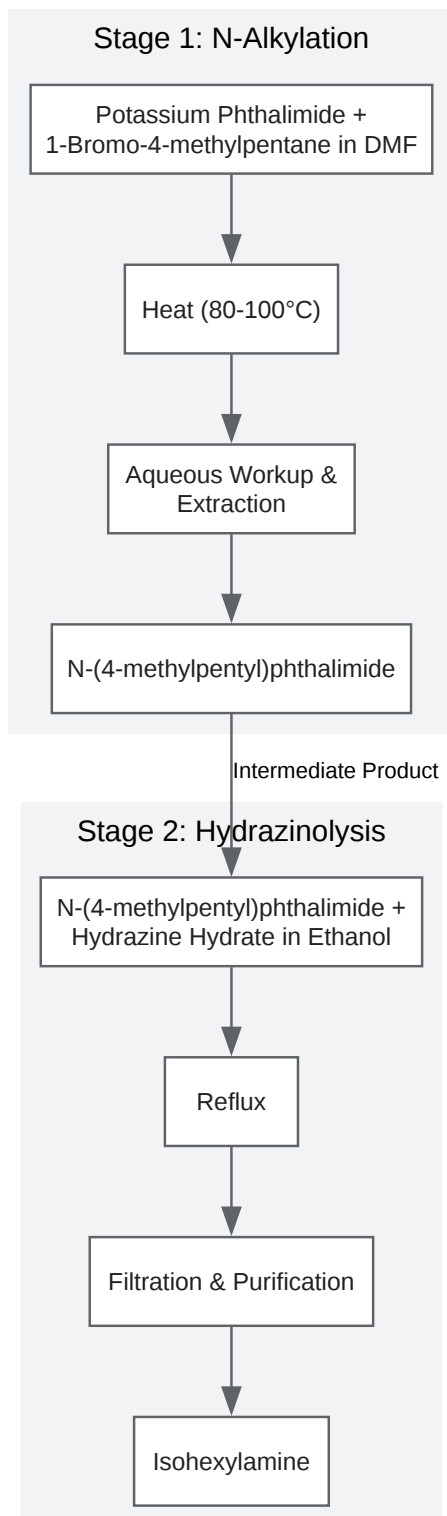 Stage 1: N-Alkylation
Potassium Phthalimide +
1-Bromo-4-methylpentane in DMF
Heat (80-100°C)
Aqueous Workup &
Extraction
N-(4-methylpentyl)phthalimide
Intermediate Product
Stage 2: Hydrazinolysis
N-(4-methylpentyl)phthalimide +
Hydrazine Hydrate in Ethanol
Reflux
Filtration & Purification
Isohexylamine